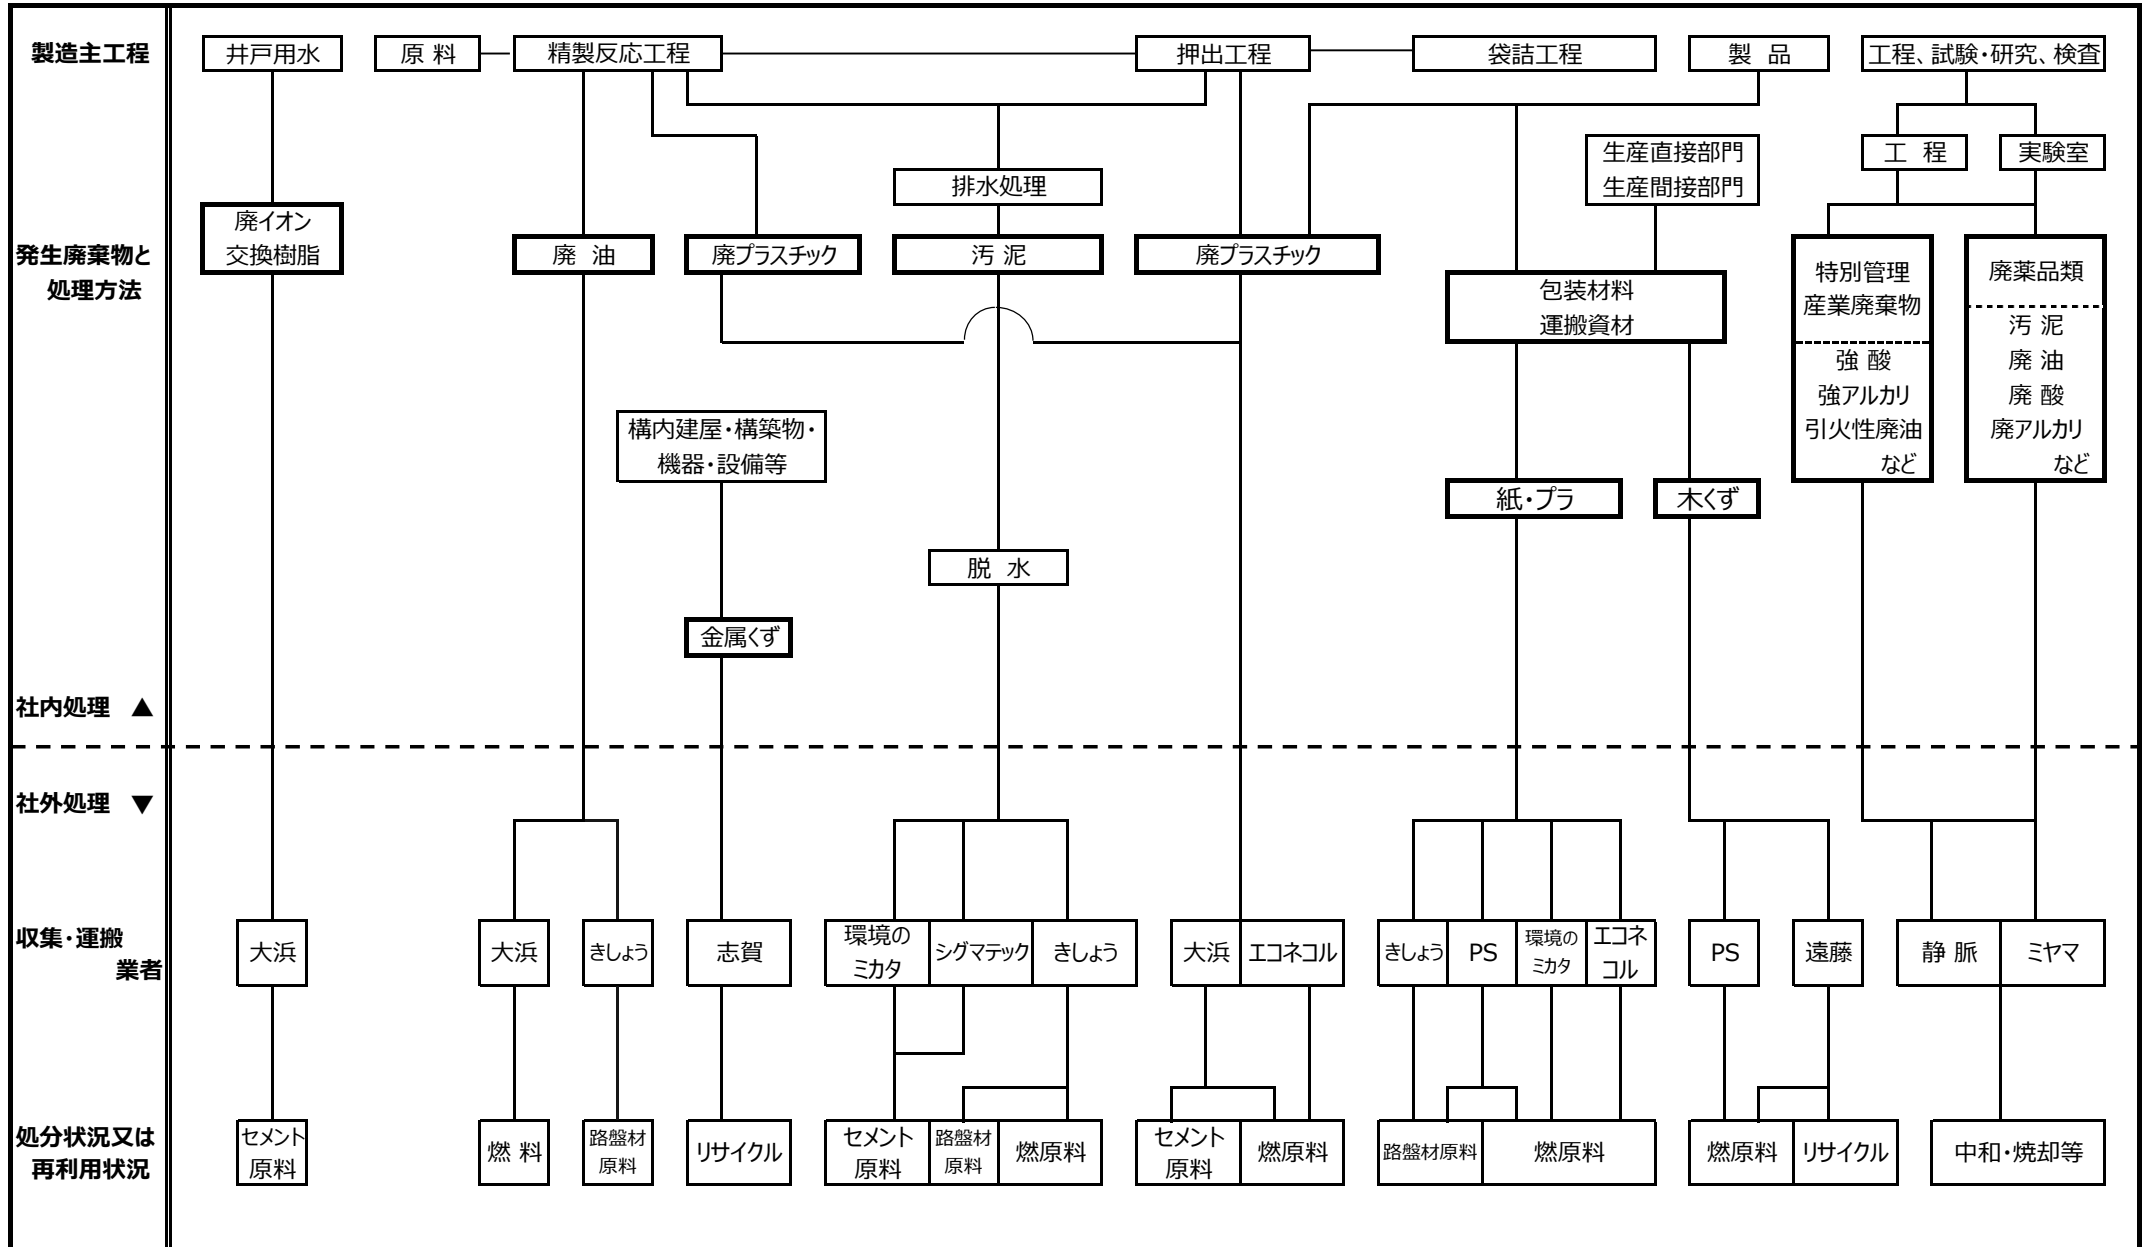 製造主工程
井戸用水
原 料
精製反応工程
押出工程
袋詰工程
製 品
工程、試験・研究、検査
生産直接部門
生産間接部門
工 程
実験室
排水処理
発生廃棄物と
処理方法
廃イオン
交換樹脂
廃 油
廃プラスチック
汚 泥
廃プラスチック
包装材料
運搬資材
特別管理
産業廃棄物
強 酸
強アルカリ
引火性廃油
など
廃薬品類
汚 泥
廃 油
廃 酸
廃アルカリ
など
構内建屋・構築物・
機器・設備等
紙・プラ
木くず
脱 水
金属くず
社内処理 ▲
社外処理 ▼
収集・運搬
業者
大浜
大浜
きしょう
志賀
環境の
ミカタ
シグマテック
きしょう
大浜
エコネコル
きしょう
PS
環境の
ミカタ
エコネ
コル
PS
遠藤
静 脈
ミヤマ
処分状況又は
再利用状況
セメント
原料
燃 料
路盤材
原料
リサイクル
セメント
原料
路盤材
原料
燃原料
セメント
原料
燃原料
路盤材原料
燃原料
燃原料
リサイクル
中和・焼却等